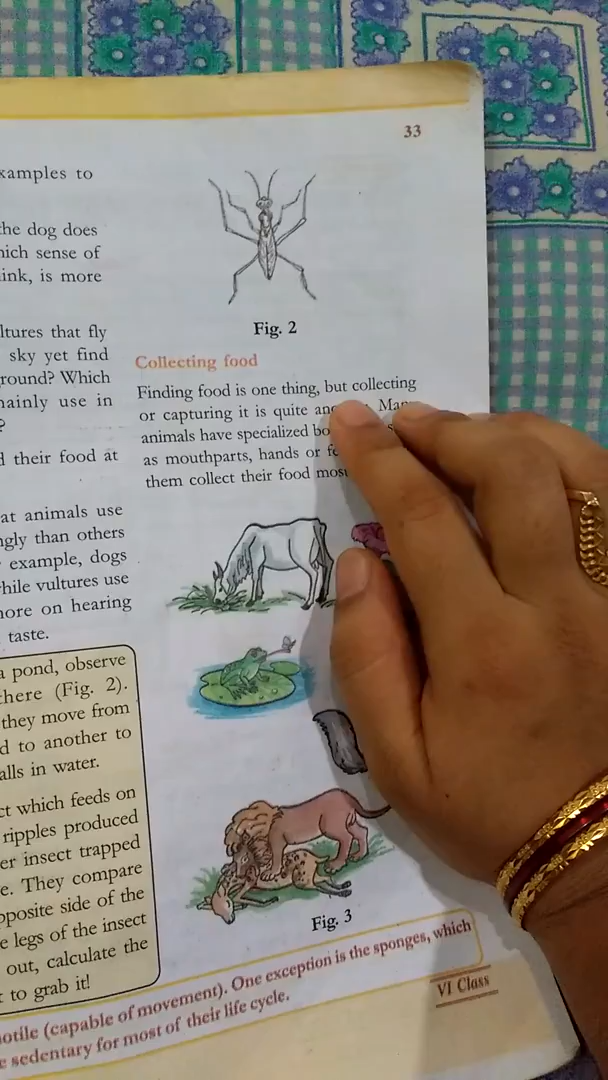 33
xamples to
the dog does
hich sense of
ink, is more
ltures that fly
sky yet find
round? Which
mainly use in
?
d their food at
at animals use
ngly than others
example, dogs
hile vultures use
more on hearing
taste.
a pond, observe
there (Fig. 2).
they move from
d to another to
alls in water.
ct which feeds on
ripples produced
er insect trapped
e. They compare
pposite side of the
e legs of the insect
out, calculate the
t to grab it!
Fig. 2
Collecting food
Finding food is one thing, but collecting
or capturing it is quite an
animals have specialized bo
as mouthparts, hands or f
them collect their food mos
Fig. 3
otile (capable of movement). One exception is the sponges, which
e sedentary for most of their life cycle.
VI Class